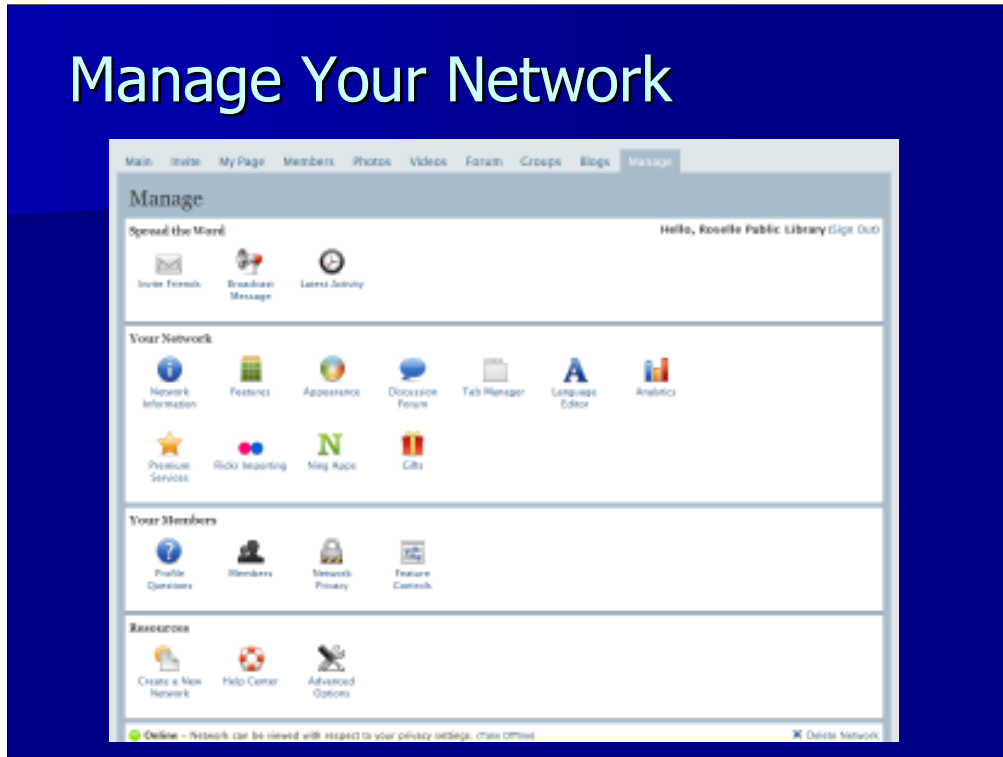 Manage Your Network
Main Invite My Page Members Photos Videos Forum Groups Blogs Manage
Manage
Spread the Word
Hello, Roselle Public Library (Sign Out)
Invite Friends
Broadcast
Message
Latest Activity
Your Network
Network
Information
Features
Appearance
Discussion
Forum
Tab Manager
Language
Editor
Analytics
Premium
Services
Flickr Importing
Ning Apps
Gifts
Your Members
Profile
Questions
Members
Network
Privacy
Feature
Controls
Resources
Create a New
Network
Help Center
Advanced
Options
Online – Network can be viewed with respect to your privacy settings. (Take Offline)
Delete Network